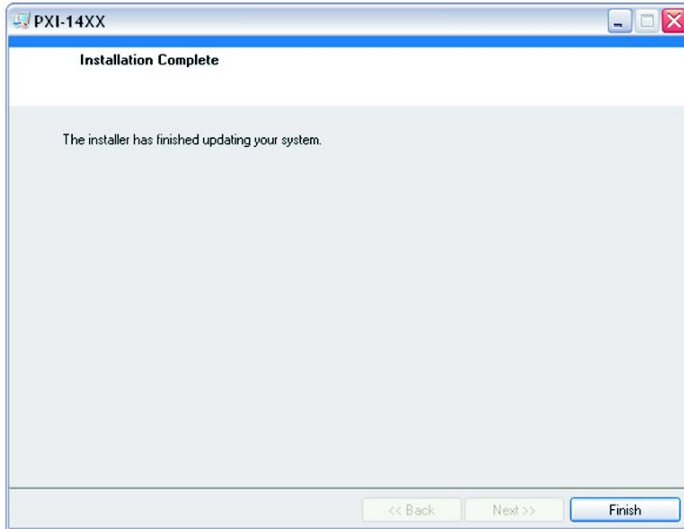 PXI-14XX
Installation Complete
The installer has finished updating your system.
<< Back Next >> Finish